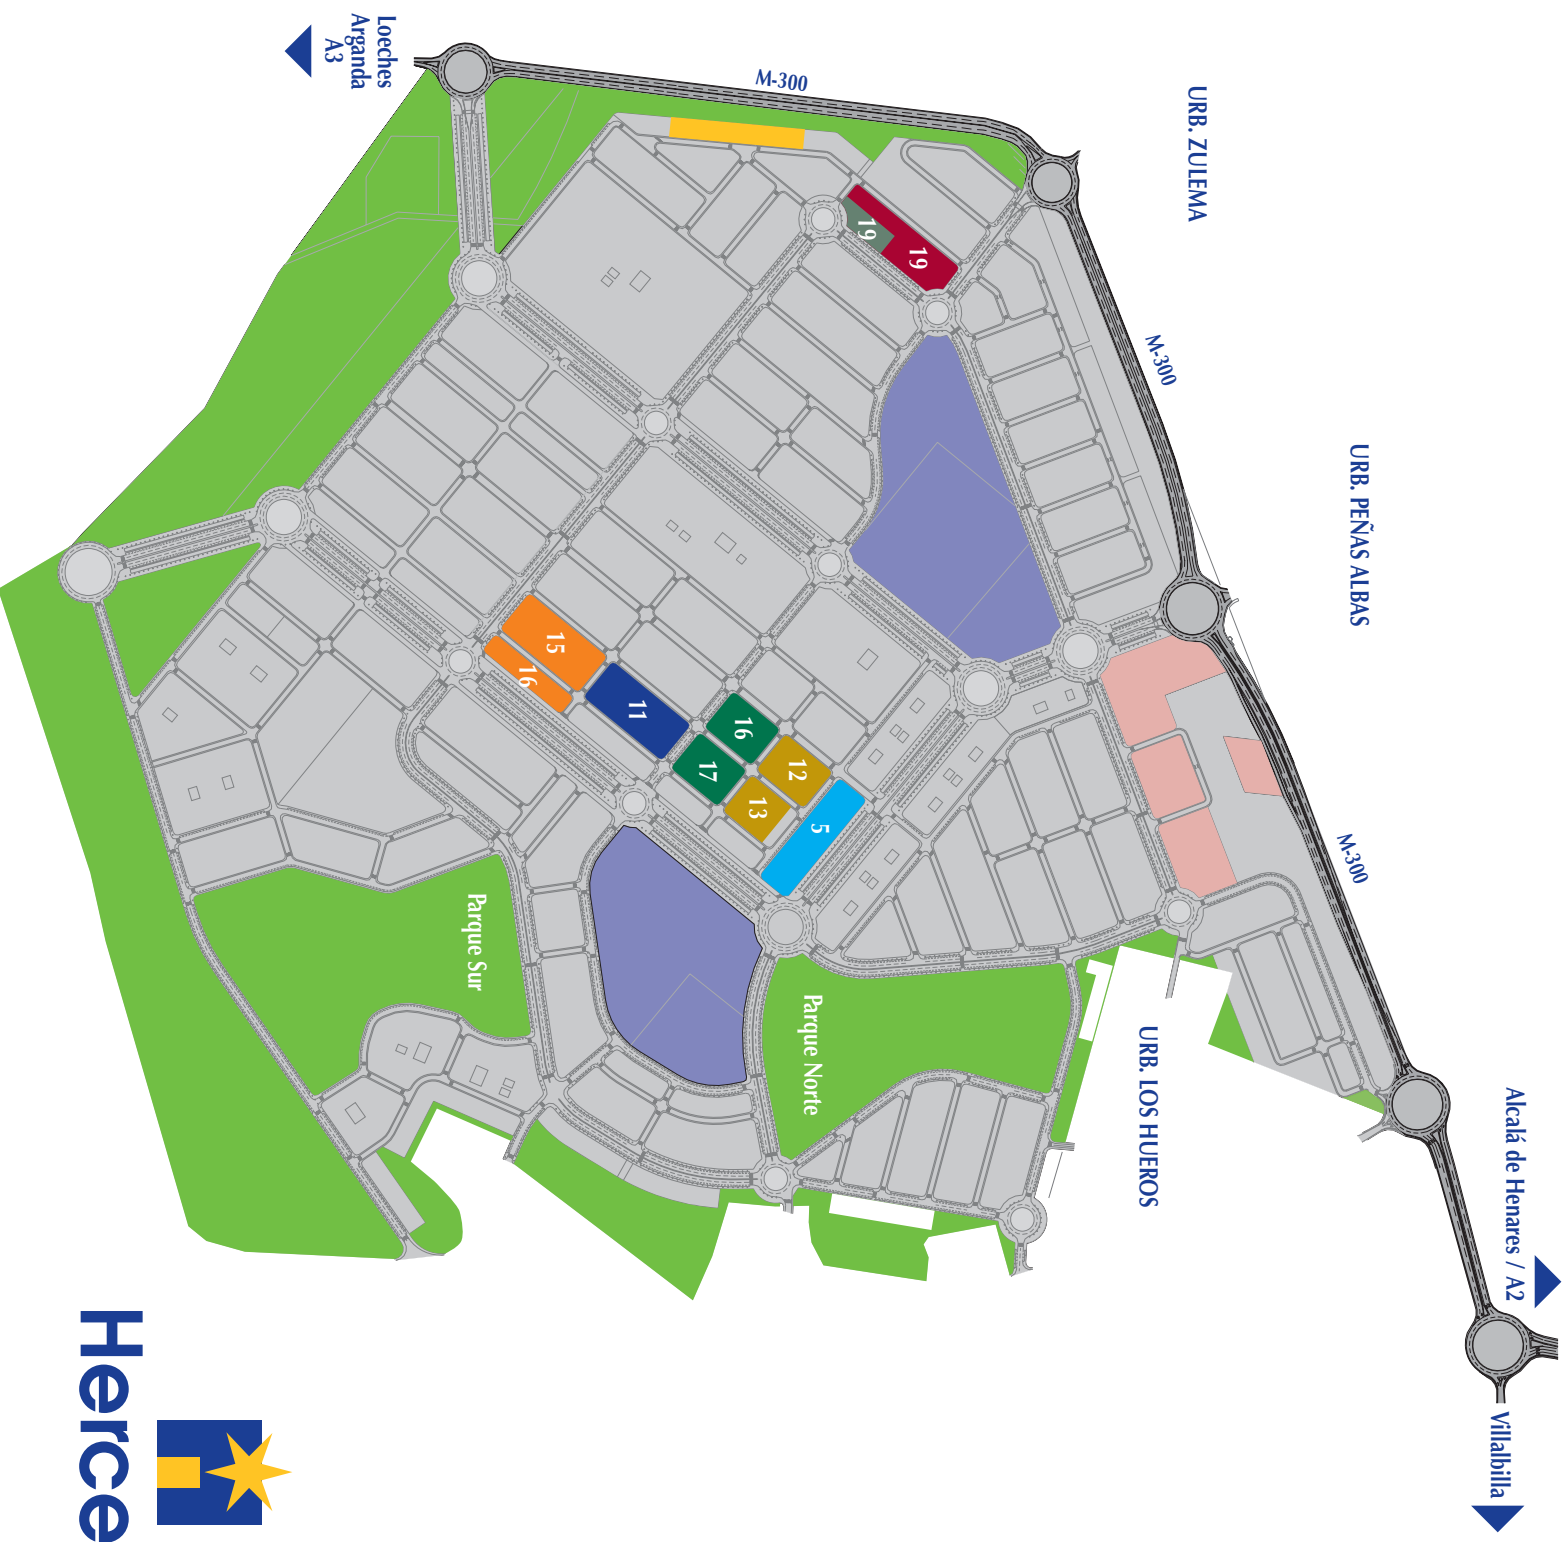 Loeches
Arganda
A3
M-300
URB. ZULEMA
M-300
URB. PEÑAS ALBAS
M-300
Alcalá de Henares / A2
Villalbilla
URB. LOS HUEROS
19
19
15
16
11
16
17
12
13
5
Parque Sur
Parque Norte
Herce